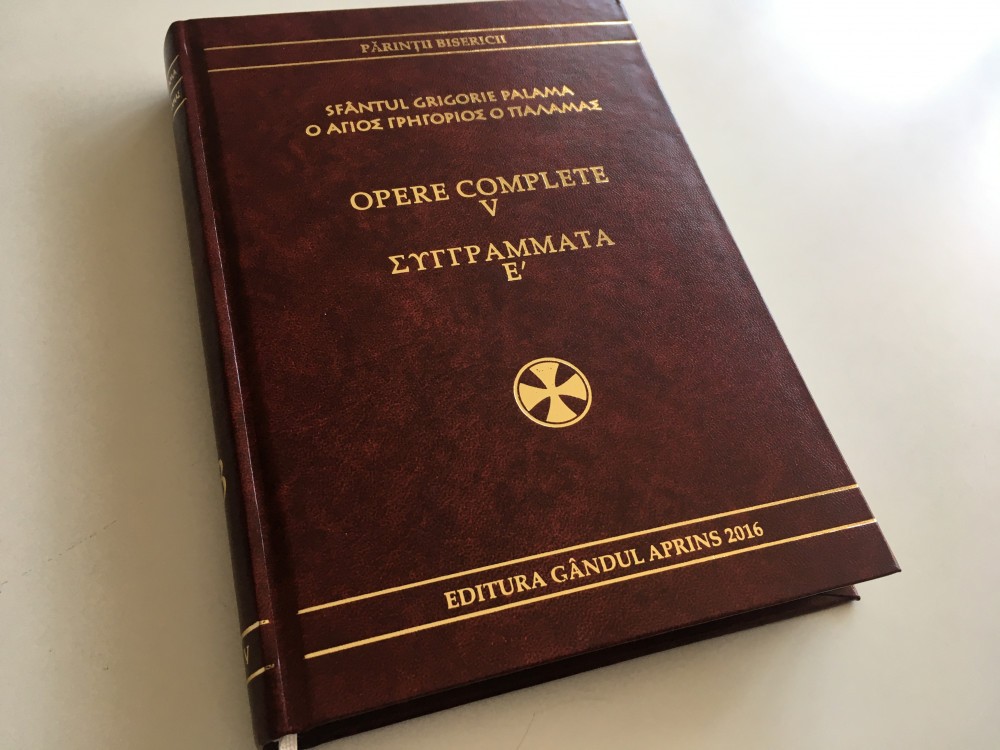 PĂRINȚII BISERICII
SFÂNTUL GRIGORIE PALAMA
Ο ΑΓΙΟΣ ΓΡΗΓΟΡΙΟΣ Ο ΠΑΛΑΜΑΣ
OPERE COMPLETE
V
ΣΥΓΓΡΑΜΜΑΤΑ
Ε′
EDITURA GÂNDUL APRINS 2016
V